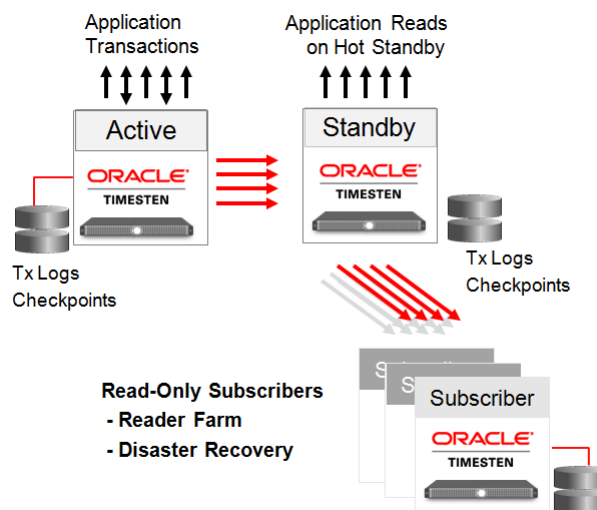 Application
Transactions
Application Reads
on Hot Standby
Active
ORACLE®
TIMESTEN
Standby
ORACLE®
TIMESTEN
Tx Logs
Checkpoints
Tx Logs
Checkpoints
Read-Only Subscribers
- Reader Farm
- Disaster Recovery
Subscriber
ORACLE®
TIMESTEN